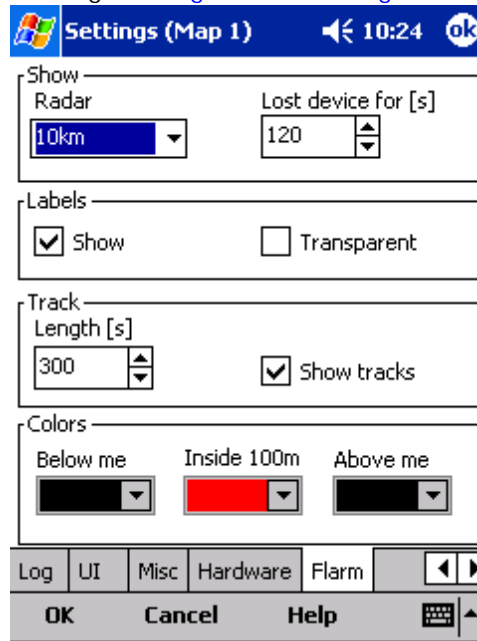 Settings (Map 1) 10:24 ok
Show
Radar Lost device for [s]
10km 120
Labels
Show Transparent
Track
Length [s]
300 Show tracks
Colors
Below me Inside 100m Above me
Log UI Misc Hardware Flarm
OK Cancel Help